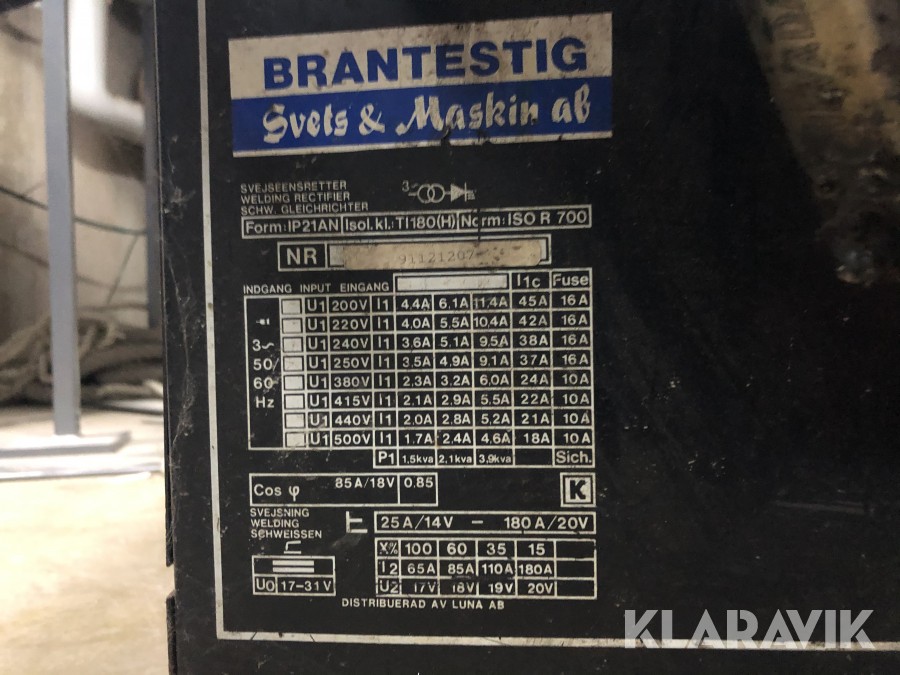 BRANTESTIG
Svets & Maskin ab
SVEJSEENSRETTER
WELDING RECTIFIER
SCHW. GLEICHRICHTER
3~
Form: IP21AN Isol. kl.: TI180(H) Norm: ISO R 700
NR 91121207
INDGANG INPUT EINGANG I1c Fuse
U1 200V I1 4.4A 6.1A 11.4A 45A 16A
U1 220V I1 4.0A 5.5A 10.4A 42A 16A
3~ U1 240V I1 3.6A 5.1A 9.5A 38A 16A
50/ U1 250V I1 3.5A 4.9A 9.1A 37A 16A
60 U1 380V I1 2.3A 3.2A 6.0A 24A 10A
Hz U1 415V I1 2.1A 2.9A 5.5A 22A 10A
U1 440V I1 2.0A 2.8A 5.2A 21A 10A
U1 500V I1 1.7A 2.4A 4.6A 18A 10A
P1 1,5kva 2,1kva 3,9kva Sich.
Cos φ 85A/18V 0.85 K
SVEJSNING
WELDING
SCHWEISSEN
25A/14V – 180A/20V
X% 100 60 35 15
I2 65A 85A 110A 180A
U0 17–31V U2 17V 18V 19V 20V
DISTRIBUERAD AV LUNA AB
KLARAVIK